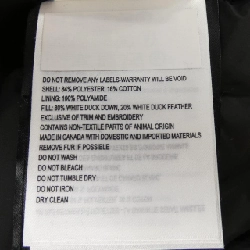 DO NOT REMOVE ANY LABELS-WARRANTY WILL BE VOID
SHELL: 84% POLYESTER, 16% COTTON
LINING: 100% POLYAMIDE
FILL: 80% WHITE DUCK DOWN, 20% WHITE DUCK FEATHER.
EXCLUSIVE OF TRIM AND EMBROIDERY
CONTAINS NON-TEXTILE PARTS OF ANIMAL ORIGIN
MADE IN CANADA WITH DOMESTIC AND IMPORTED MATERIALS
REMOVE FUR IF POSSIBLE
DO NOT WASH
DO NOT BLEACH
DO NOT TUMBLE DRY
DO NOT IRON
DRY CLEAN